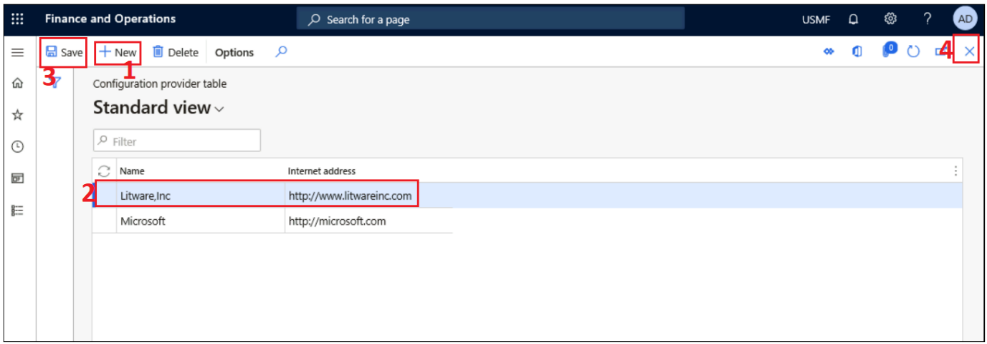 Finance and Operations Search for a page USMF ? AD
Save New Delete Options 0
3 1 4
Configuration provider table
Standard view
Filter
Name Internet address
2 Litware,Inc http://www.litwareinc.com
Microsoft http://microsoft.com